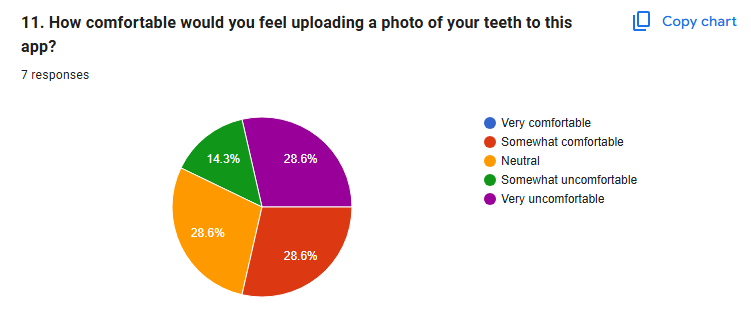 11. How comfortable would you feel uploading a photo of your teeth to this
app?
Copy chart
7 responses
14.3%
28.6%
28.6%
28.6%
Very comfortable
Somewhat comfortable
Neutral
Somewhat uncomfortable
Very uncomfortable